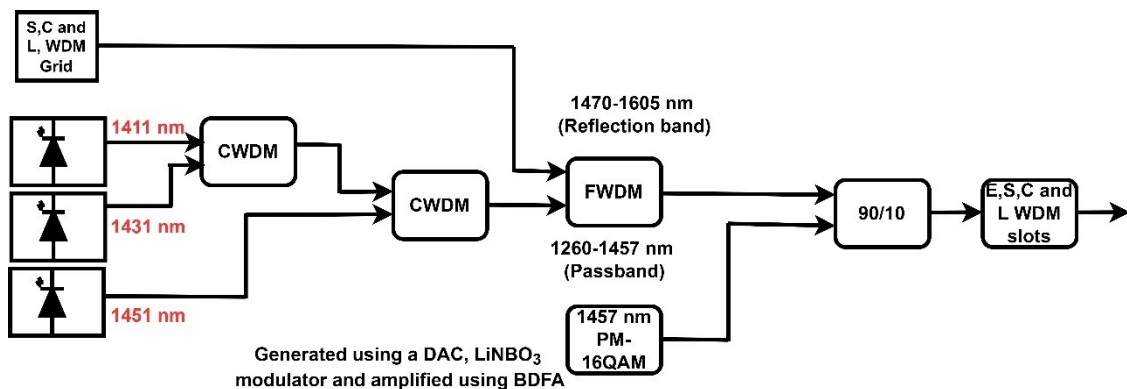 S,C and
L, WDM
Grid
1411 nm
1431 nm
1451 nm
CWDM
CWDM
1470-1605 nm
(Reflection band)
FWDM
1260-1457 nm
(Passband)
1457 nm
PM-
16QAM
Generated using a DAC, LiNBO₃
modulator and amplified using BDFA
90/10
E,S,C and
L WDM
slots